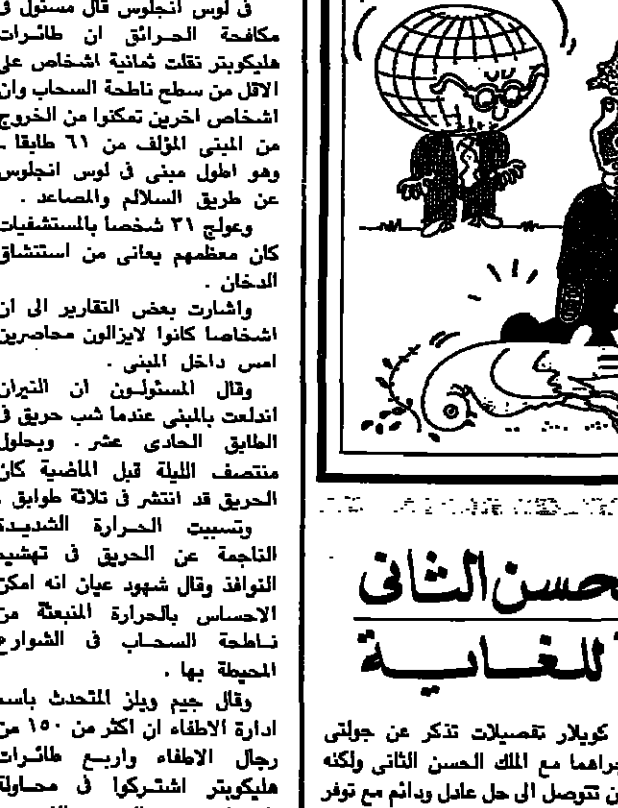 فى لوس انجلوس قال مسئول فى
مكافحة الحرائق ان طائرات
هليكوبتر نقلت ثمانية اشخاص على
الاقل من سطح ناطحة السحاب وان
اشخاص اخرين تمكنوا من الخروج
من المبنى المؤلف من ٦١ طابقا ـ
وهو اطول مبنى فى لوس انجلوس
عن طريق السلالم والمصاعد .
وعولج ٣١ شخصا بالمستشفيات
كان معظمهم يعانى من استنشاق
الدخان .
واشارت بعض التقارير الى ان
اشخاصا كانوا لايزالون محاصرين
امس داخل المبنى .
وقال المسئولون ان النيران
اندلعت بالمبنى عندما شب حريق فى
الطابق الحادى عشر . وبحلول
منتصف الليلة قبل الماضية كان
الحريق قد انتشر فى ثلاثة طوابق .
وتسببت الحرارة الشديدة
الناجمة عن الحريق فى تهشيم
النوافذ وقال شهود عيان انه امكن
الاحساس بالحرارة المنبعثة من
ناطحة السحاب فى الشوارع
المحيطة بها .
وقال جيم ويلز المتحدث باسم
ادارة الاطفاء ان اكثر من ١٥٠ من
رجال الاطفاء واربع طائرات
هليكوبتر اشتركوا فى محاولة
حسن الثانى
للغاية
كويلار تفصيلات تذكر عن جولتى
جراهما مع الملك الحسن الثانى ولكنه
ن تتوصل الى حل عادل ودائم مع توفر